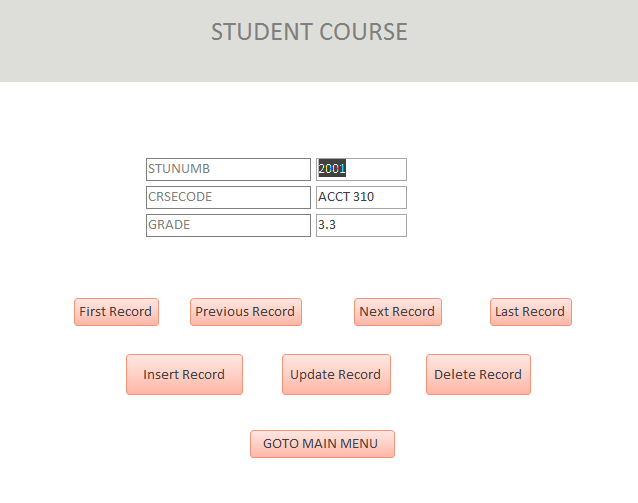 STUDENT COURSE
STUNUMB 2001
CRSECODE ACCT 310
GRADE 3.3
First Record Previous Record Next Record Last Record
Insert Record Update Record Delete Record
GOTO MAIN MENU